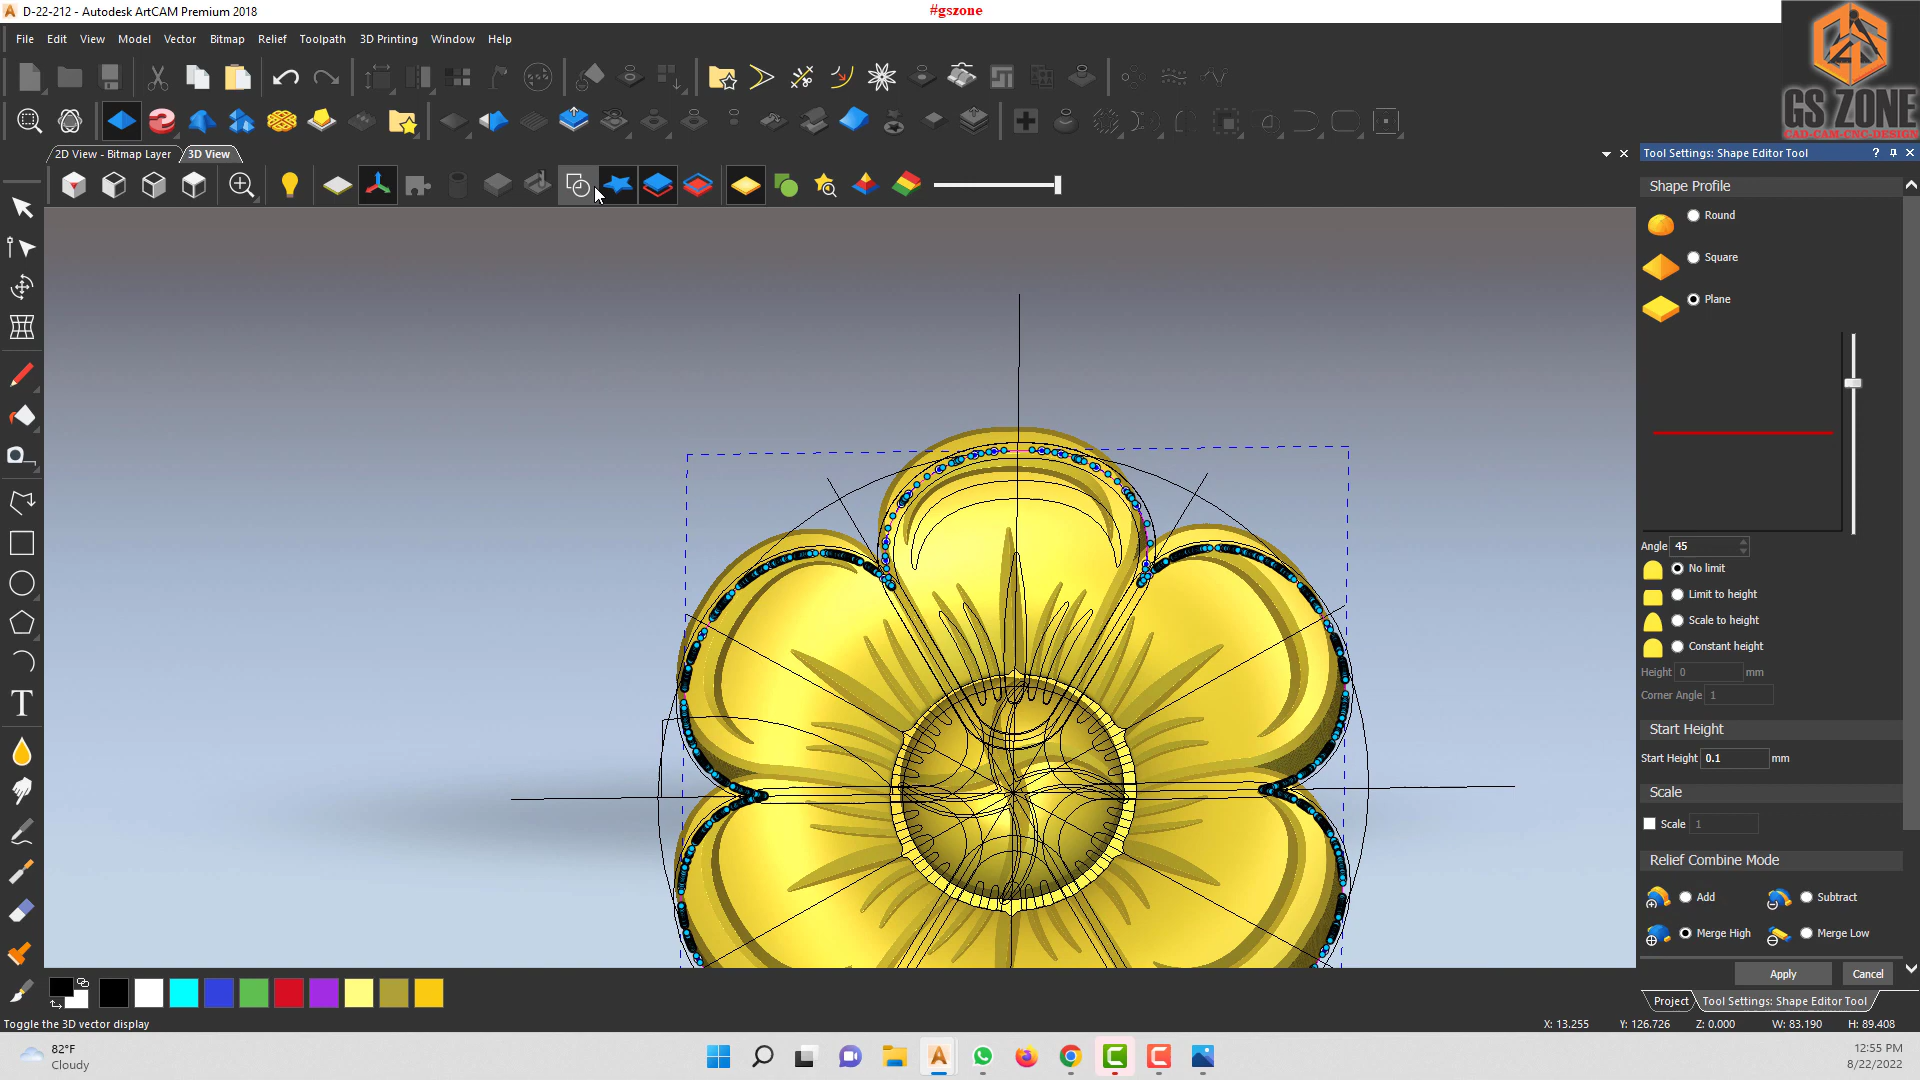 D-22-212 - Autodesk ArtCAM Premium 2018
#gszone
File Edit View Model Vector Bitmap Relief Toolpath 3D Printing Window Help
GS ZONE
CAD-CAM-CNC-DESIGN
2D View - Bitmap Layer 3D View
Tool Settings: Shape Editor Tool
Shape Profile
Round
Square
Plane
Angle 45
No limit
Limit to height
Scale to height
Constant height
Height 0 mm
Corner Angle 1
Start Height
Start Height 0.1 mm
Scale
Scale 1
Relief Combine Mode
Add Subtract
Merge High Merge Low
Apply Cancel
Project Tool Settings: Shape Editor Tool
Toggle the 3D vector display
X: 13.255 Y: 126.726 Z: 0.000 W: 83.190 H: 89.408
82°F
Cloudy
12:55 PM
8/22/2022